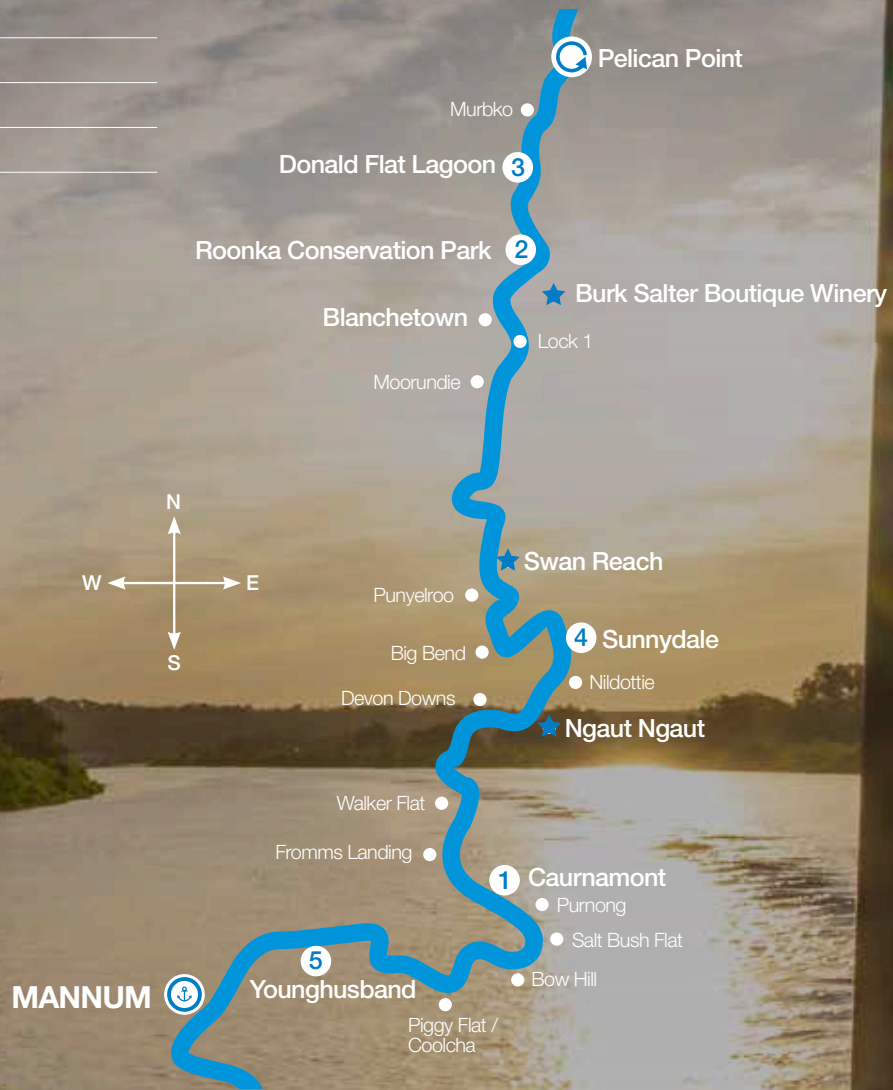 Pelican Point
Murbko
Donald Flat Lagoon 3
Roonka Conservation Park 2
Burk Salter Boutique Winery
Blanchetown
Lock 1
Moorundie
N
W E
S
Swan Reach
Punyelroo
4 Sunnydale
Big Bend
Nildottie
Devon Downs
Ngaut Ngaut
Walker Flat
Fromms Landing
1 Caurnamont
Purnong
Salt Bush Flat
5
Younghusband
Bow Hill
MANNUM
Piggy Flat /
Coolcha